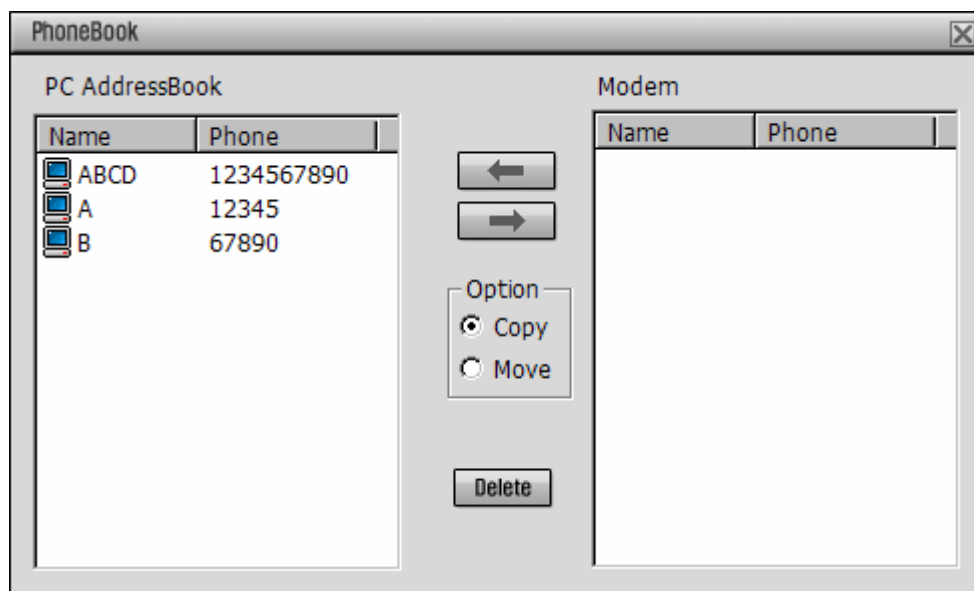 PhoneBook
PC AddressBook
Name Phone
ABCD 1234567890
A 12345
B 67890
Option
Copy
Move
Delete
Modem
Name Phone